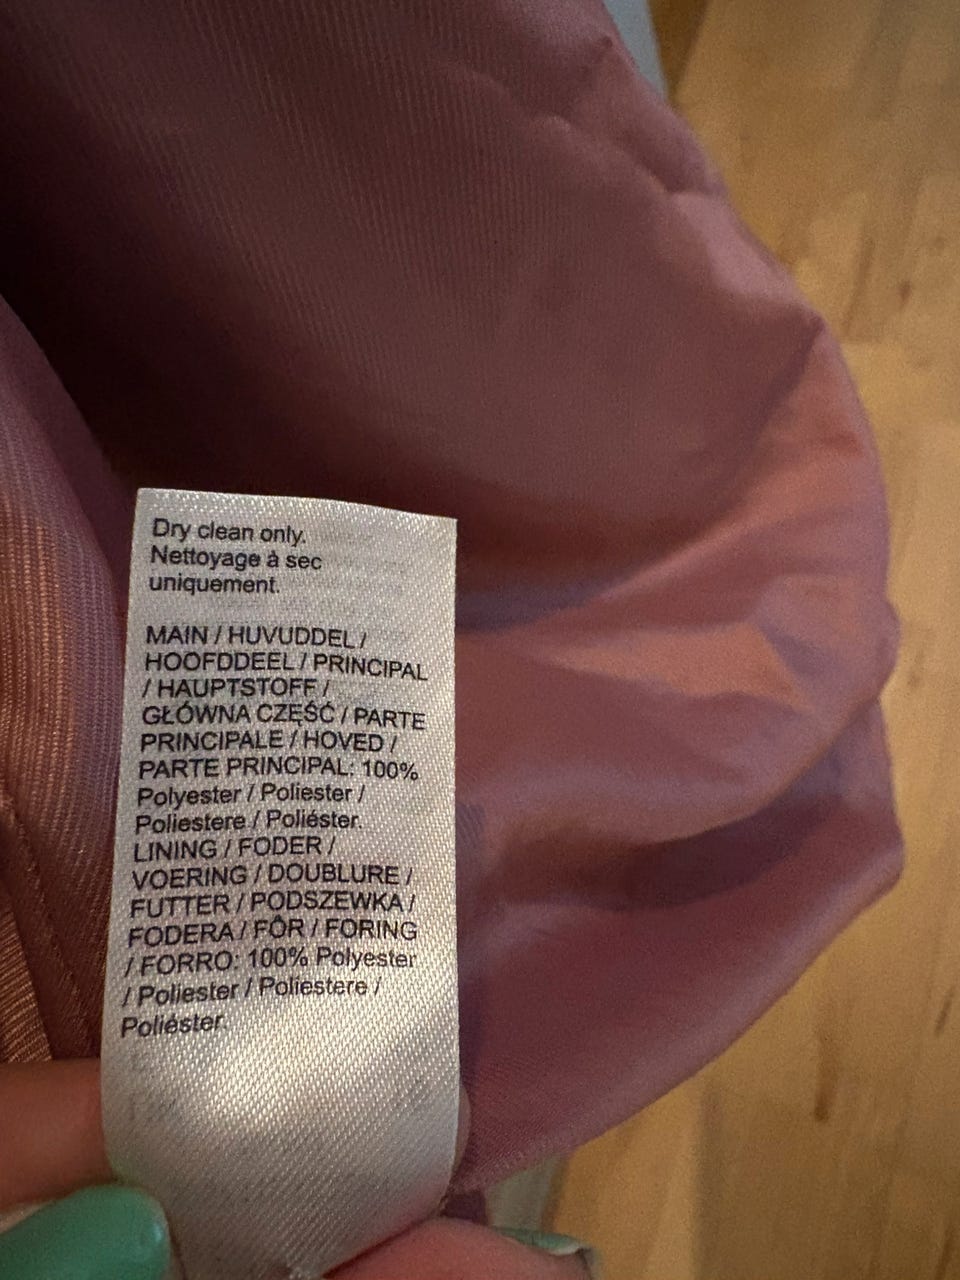 Dry clean only.
Nettoyage à sec
uniquement.
MAIN / HUVUDDEL /
HOOFDDEEL / PRINCIPAL
/ HAUPTSTOFF /
GŁÓWNA CZĘŚĆ / PARTE
PRINCIPALE / HOVED /
PARTE PRINCIPAL: 100%
Polyester / Poliester /
Poliestere / Poliéster.
LINING / FODER /
VOERING / DOUBLURE /
FUTTER / PODSZEWKA /
FODERA / FÔR / FORING
/ FORRO: 100% Polyester
/ Poliester / Poliestere /
Poliéster.